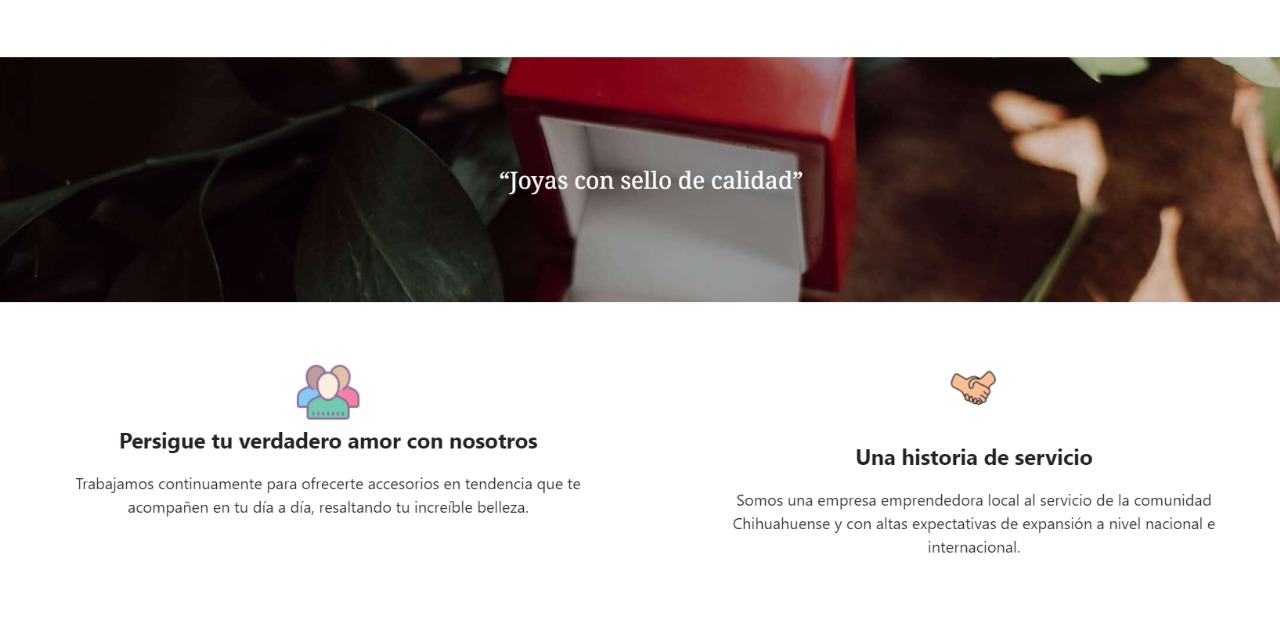 “Joyas con sello de calidad”
Persigue tu verdadero amor con nosotros
Trabajamos continuamente para ofrecerte accesorios en tendencia que te
acompañen en tu día a día, resaltando tu increíble belleza.
Una historia de servicio
Somos una empresa emprendedora local al servicio de la comunidad
Chihuahuense y con altas expectativas de expansión a nivel nacional e
internacional.